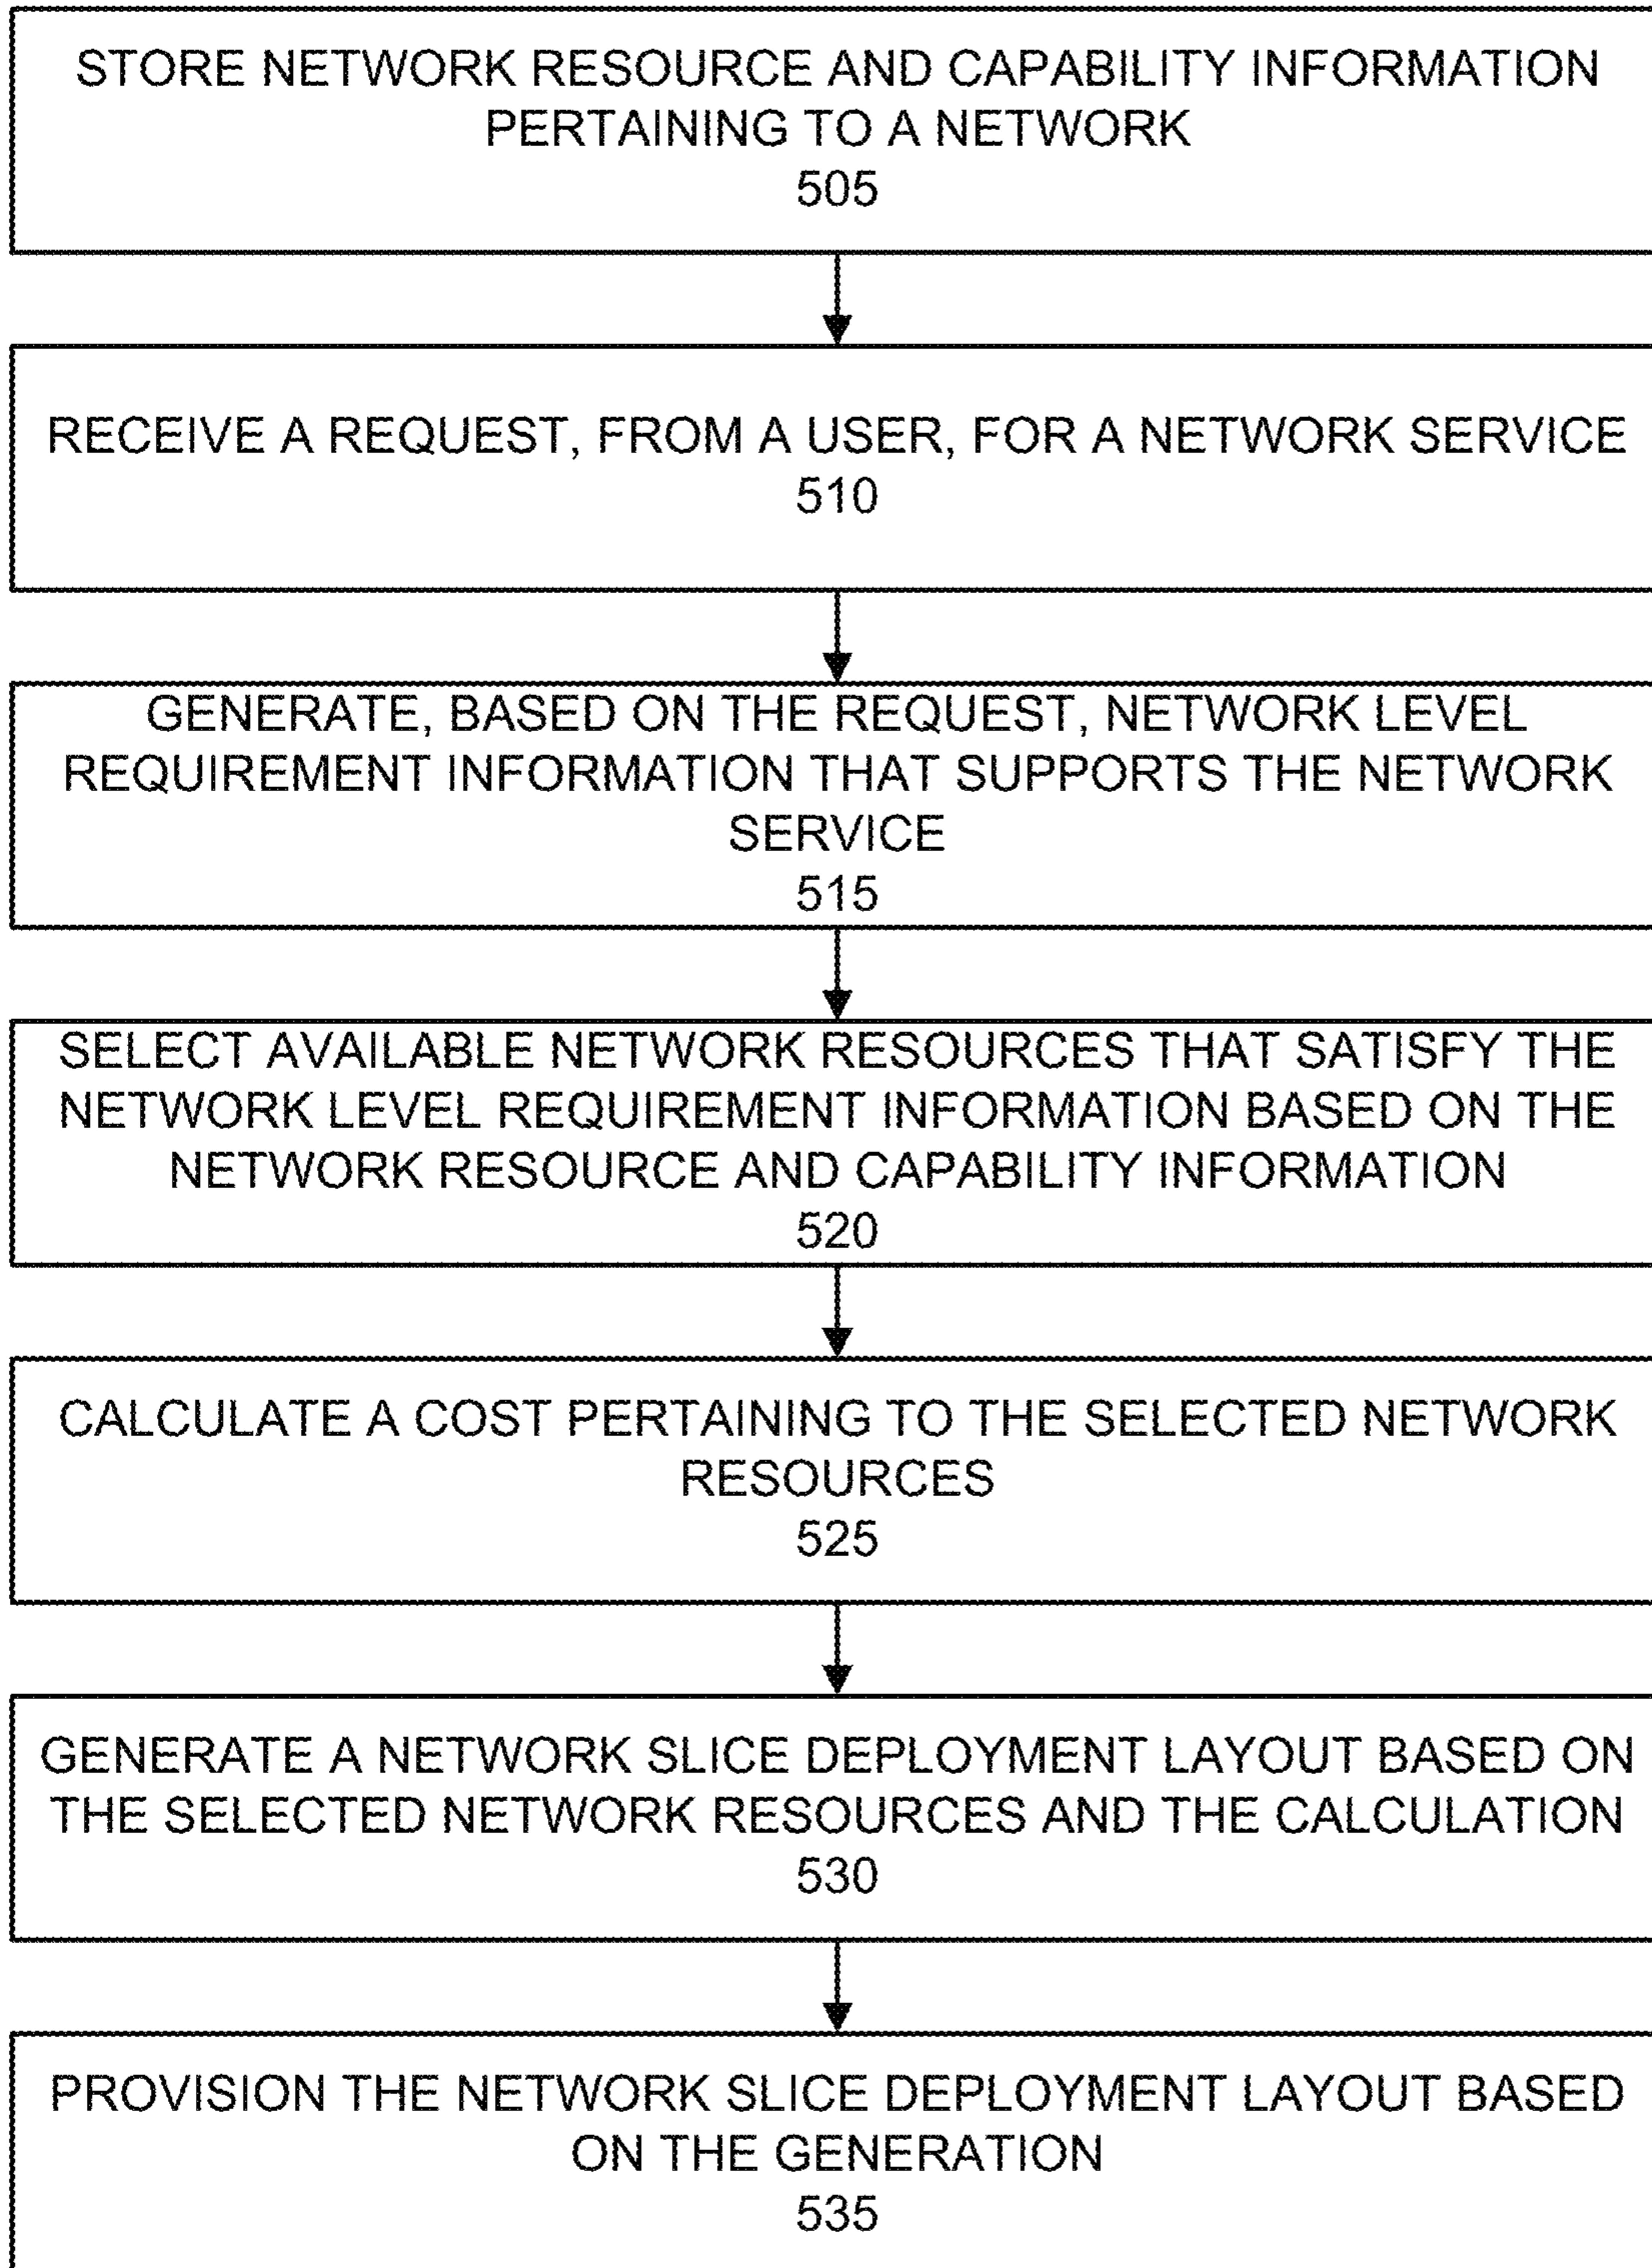 STORE NETWORK RESOURCE AND CAPABILITY INFORMATION
PERTAINING TO A NETWORK
505
RECEIVE A REQUEST, FROM A USER, FOR A NETWORK SERVICE
510
GENERATE, BASED ON THE REQUEST, NETWORK LEVEL
REQUIREMENT INFORMATION THAT SUPPORTS THE NETWORK
SERVICE
515
SELECT AVAILABLE NETWORK RESOURCES THAT SATISFY THE
NETWORK LEVEL REQUIREMENT INFORMATION BASED ON THE
NETWORK RESOURCE AND CAPABILITY INFORMATION
520
CALCULATE A COST PERTAINING TO THE SELECTED NETWORK
RESOURCES
525
GENERATE A NETWORK SLICE DEPLOYMENT LAYOUT BASED ON
THE SELECTED NETWORK RESOURCES AND THE CALCULATION
530
PROVISION THE NETWORK SLICE DEPLOYMENT LAYOUT BASED
ON THE GENERATION
535